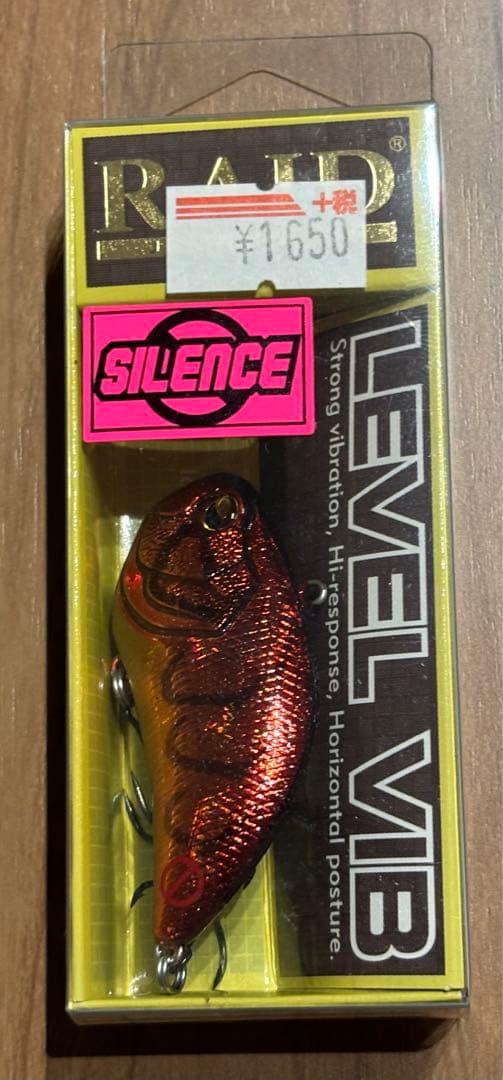 RAID®
+税
¥1650
SILENCE
LEVEL VIB
Strong vibration, Hi-response, Horizontal posture.